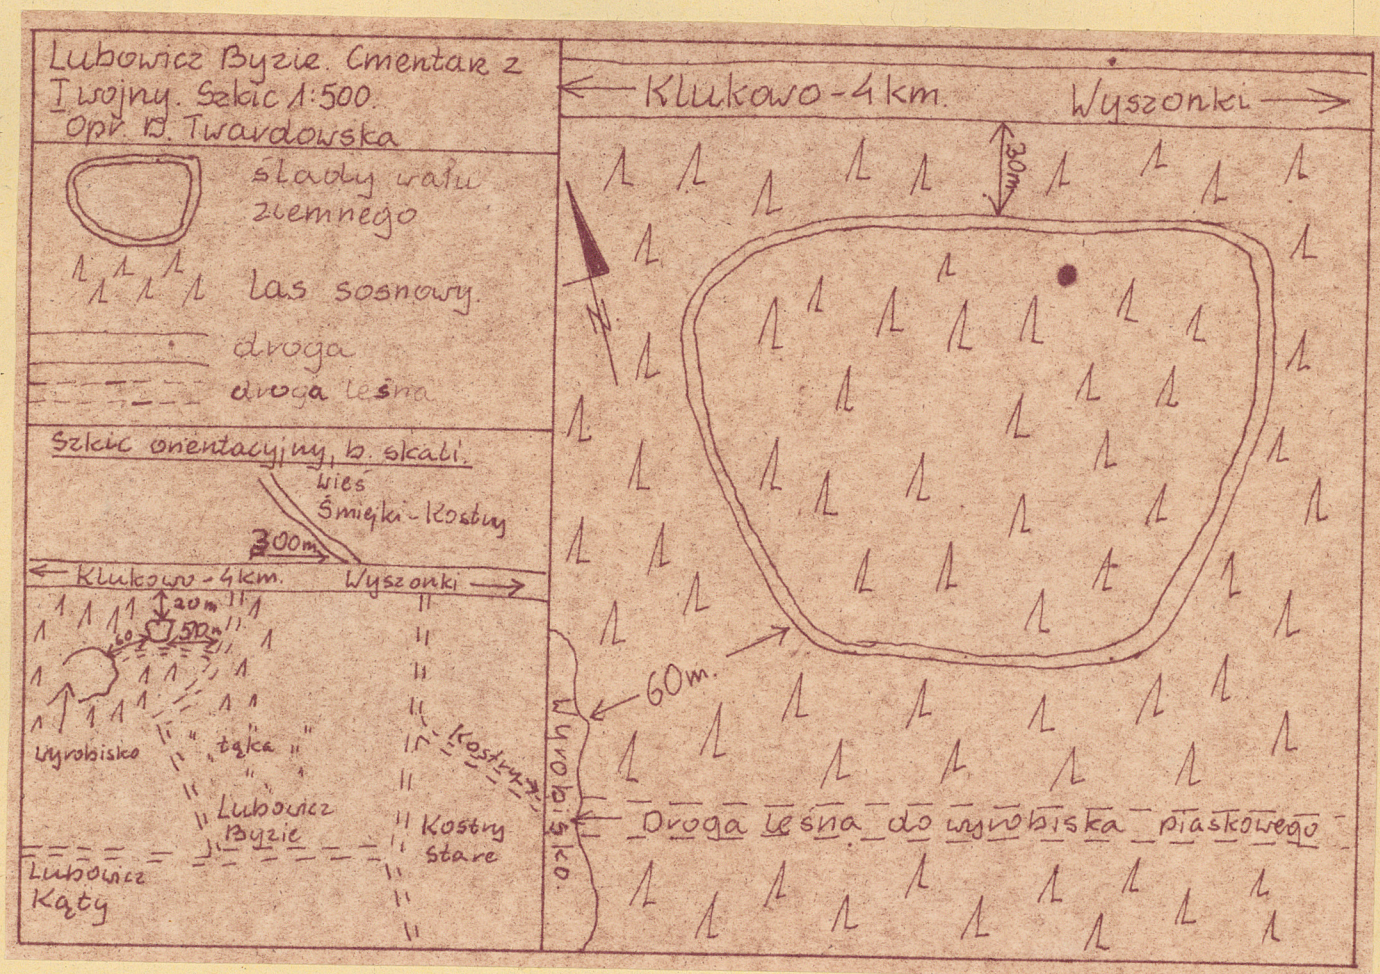 Lubowicz Byzie. Cmentarz z
I wojny. Szkic 1:500.
Opr. D. Twardowska
ślady wału
ziemnego
las sosnowy.
droga
droga leśna
Szkic orientacyjny, b. skali.
wieś
Śmiejki-Kostry
300m
Klukowo-4km. Wyszonki
20m
60 50m
wyrobisko
łąka
Kostry
Lubowicz
Byzie
Kostry
Stare
Lubowicz
Kąty
Klukowo-4km. Wyszonki
30m
N
60m.
Wyrobisko.
Droga leśna do wyrobiska piaskowego